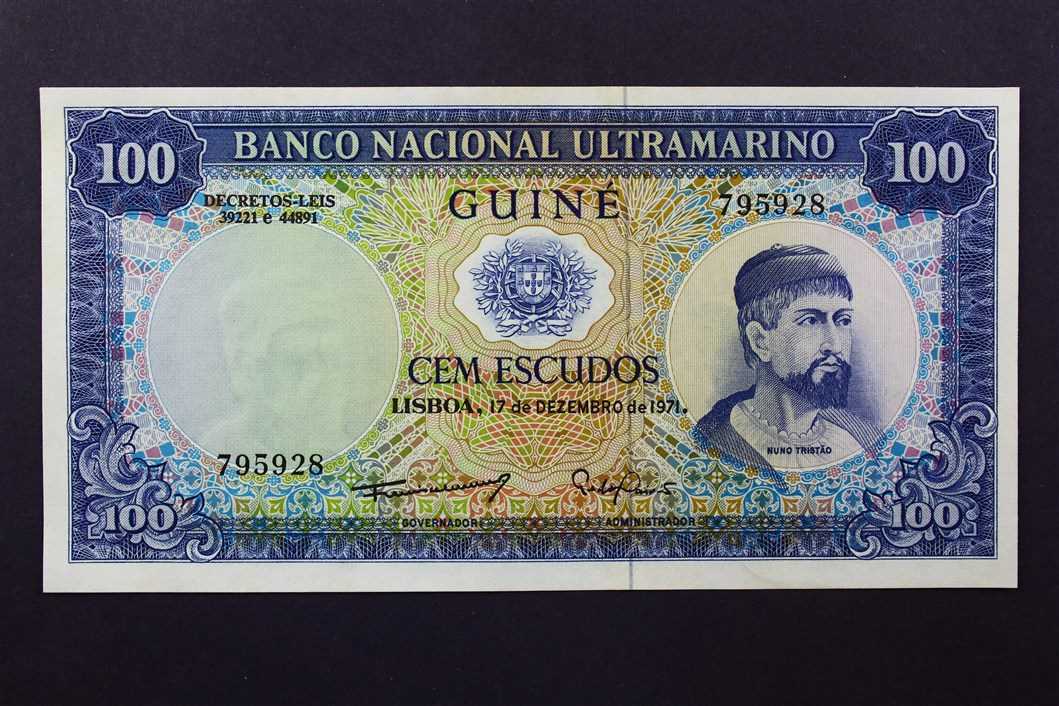 100 BANCO NACIONAL ULTRAMARINO 100
DECRETOS-LEIS
39221 e 44891
GUINÉ
795928
CEM ESCUDOS
LISBOA, 17 de DEZEMBRO de 1971.
NUNO TRISTÃO
795928
GOVERNADOR
ADMINISTRADOR
100
100